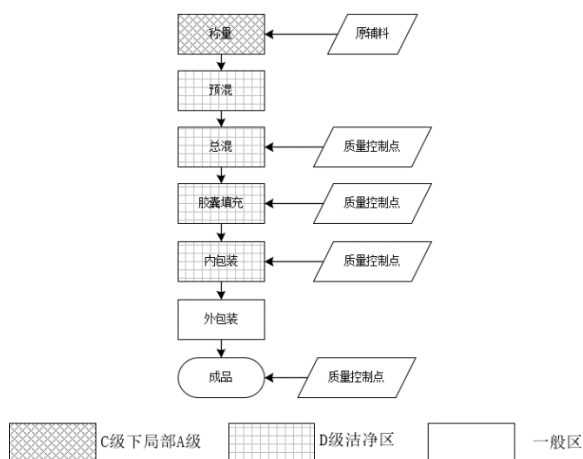 称量
原辅料
预混
总混
质量控制点
胶囊填充
质量控制点
内包装
质量控制点
外包装
成品
质量控制点
C级下局部A级
D级洁净区
一般区